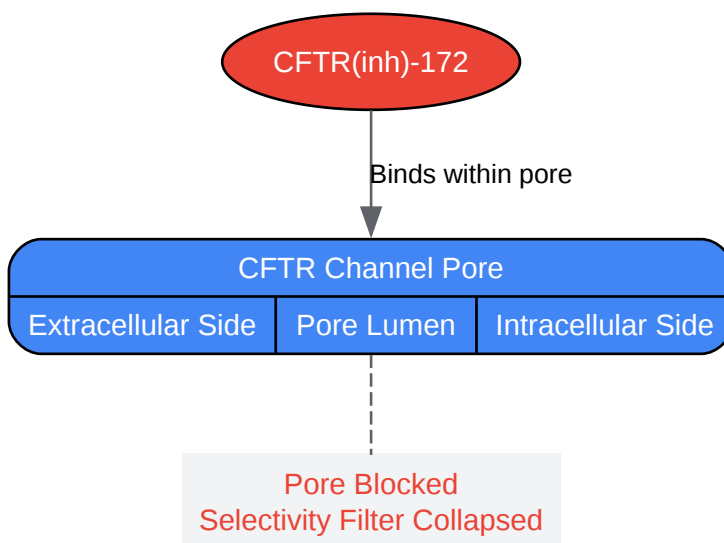 CFTR(inh)-172
Binds within pore
CFTR Channel Pore
Extracellular Side
Pore Lumen
Intracellular Side
Pore Blocked
Selectivity Filter Collapsed